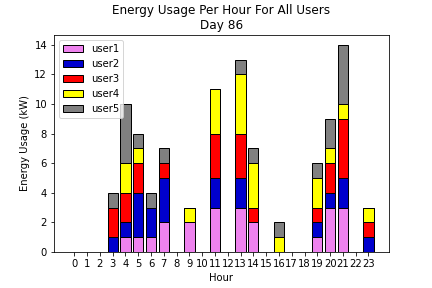 Energy Usage Per Hour For All Users
Day 86
user1
user2
user3
user4
user5
Energy Usage (kW)
14
12
10
8
6
4
2
0
0 1 2 3 4 5 6 7 8 9 10 11 12 13 14 15 16 17 18 19 20 21 22 23
Hour